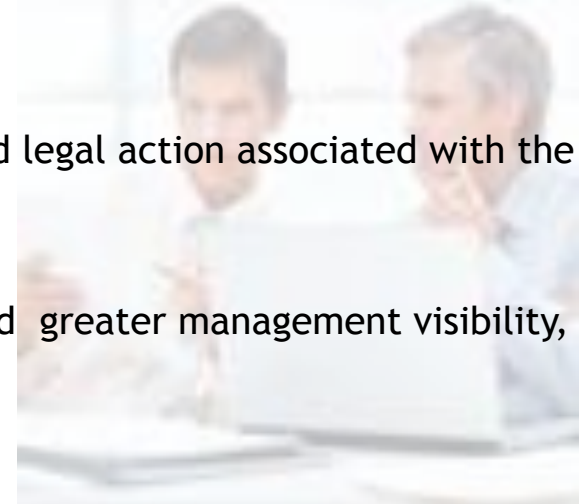 d legal action associated with the
d greater management visibility,